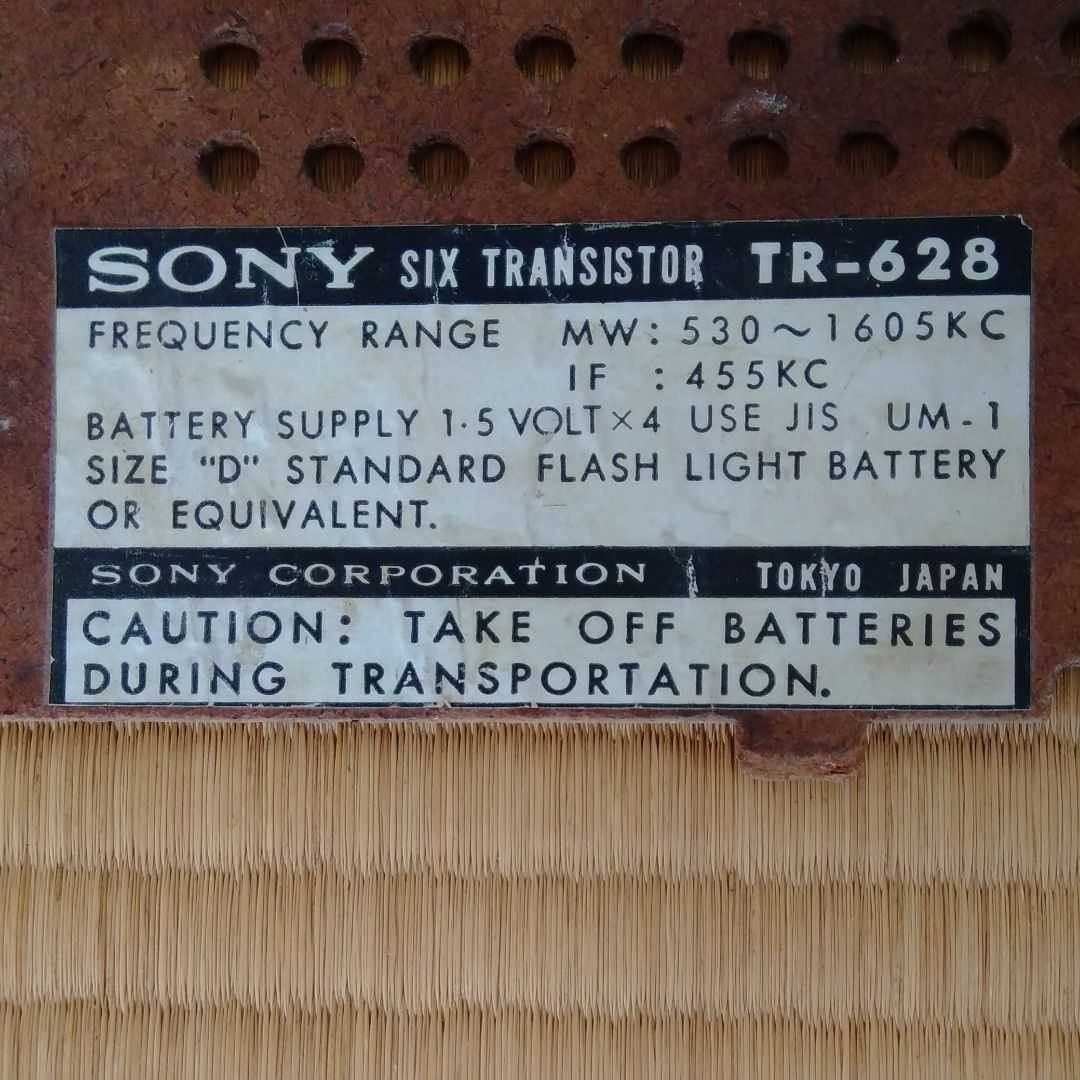 SONY SIX TRANSISTOR TR-628
FREQUENCY RANGE MW: 530~1605KC
IF : 455KC
BATTERY SUPPLY 1·5 VOLT×4 USE JIS UM-1
SIZE "D" STANDARD FLASH LIGHT BATTERY
OR EQUIVALENT.
SONY CORPORATION TOKYO JAPAN
CAUTION: TAKE OFF BATTERIES
DURING TRANSPORTATION.